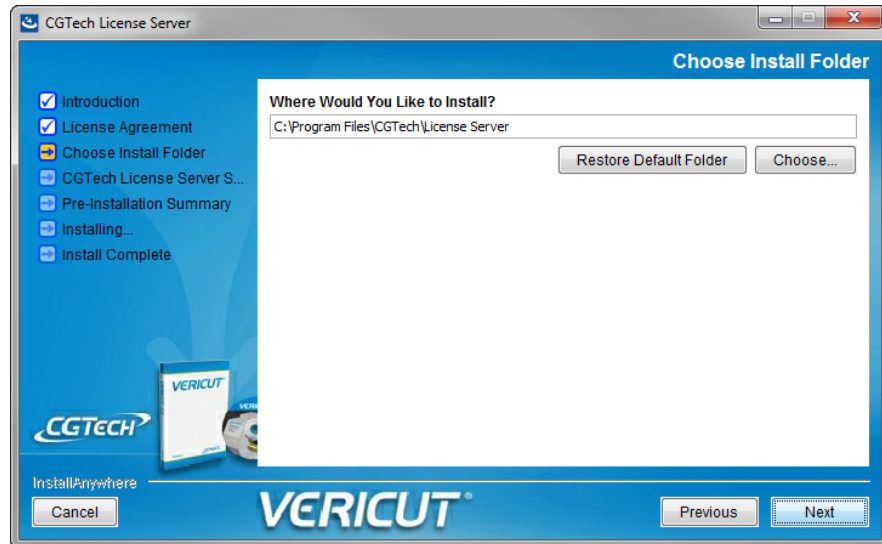 CGTech License Server
Choose Install Folder
Introduction
License Agreement
Choose Install Folder
CGTech License Server S...
Pre-Installation Summary
Installing...
Install Complete
Where Would You Like to Install?
C:\Program Files\CGTech\License Server
Restore Default Folder Choose...
VERICUT
CGTECH
InstallAnywhere
Cancel
VERICUT
Previous Next